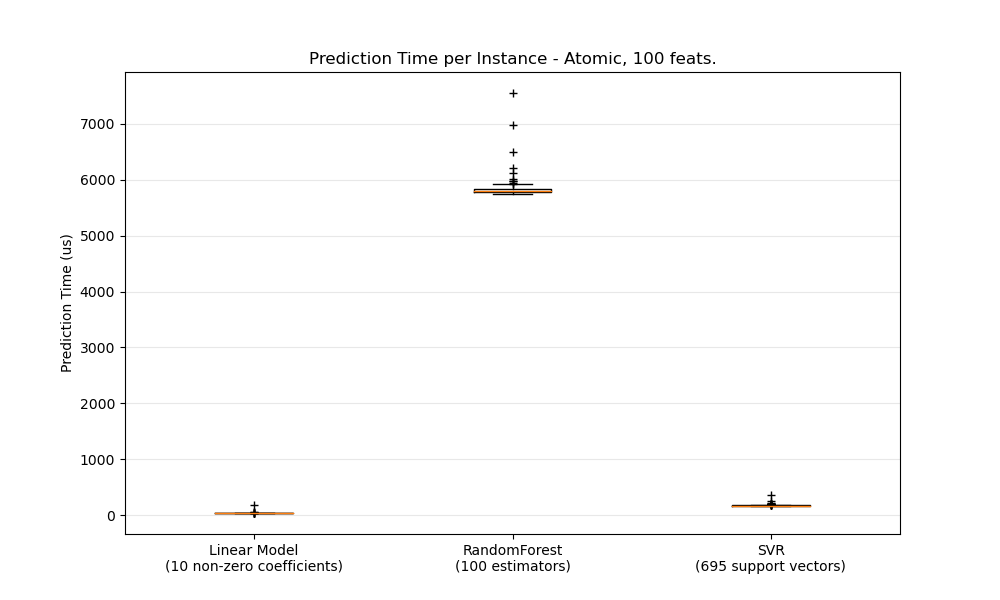 Prediction Time per Instance - Atomic, 100 feats.
Prediction Time (us)
7000
6000
5000
4000
3000
2000
1000
0
Linear Model
(10 non-zero coefficients)
RandomForest
(100 estimators)
SVR
(695 support vectors)